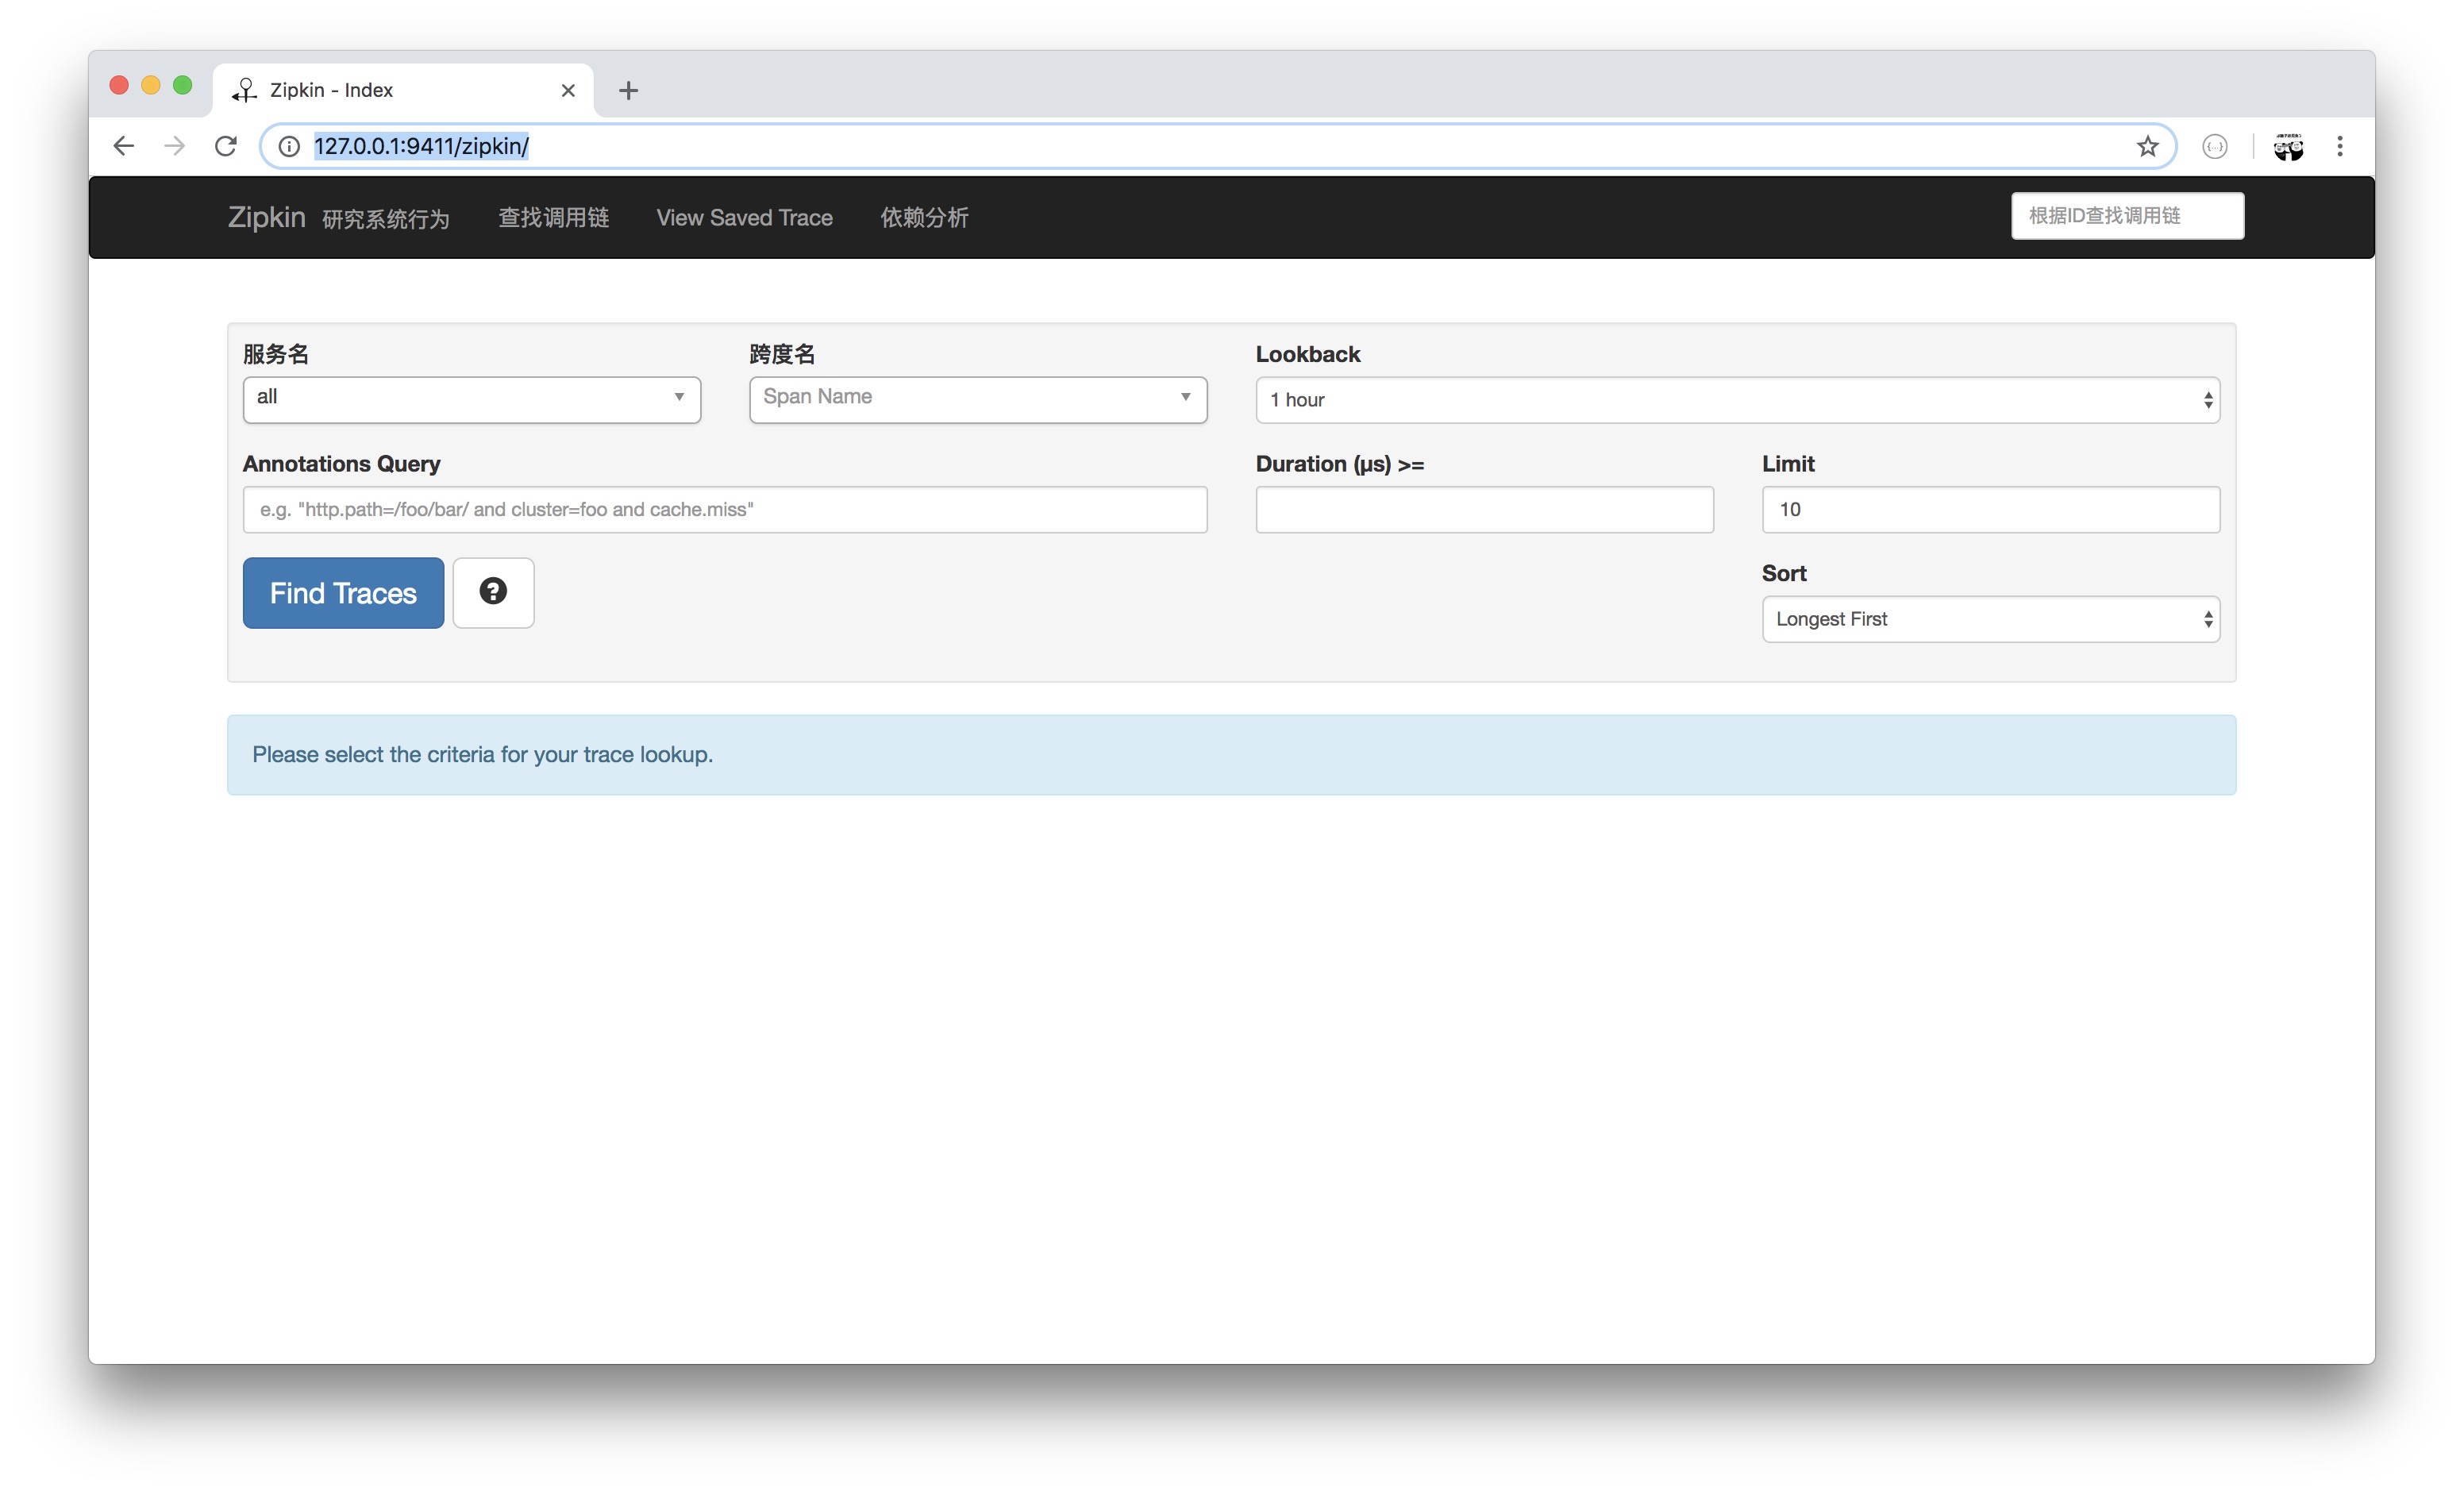 Zipkin - Index
127.0.0.1:9411/zipkin/
Zipkin 研究系统行为 查找调用链 View Saved Trace 依赖分析 根据ID查找调用链
服务名 跨度名 Lookback
all Span Name 1 hour
Annotations Query Duration (μs) >= Limit
e.g. "http.path=/foo/bar/ and cluster=foo and cache.miss" 10
Find Traces ?
Sort
Longest First
Please select the criteria for your trace lookup.